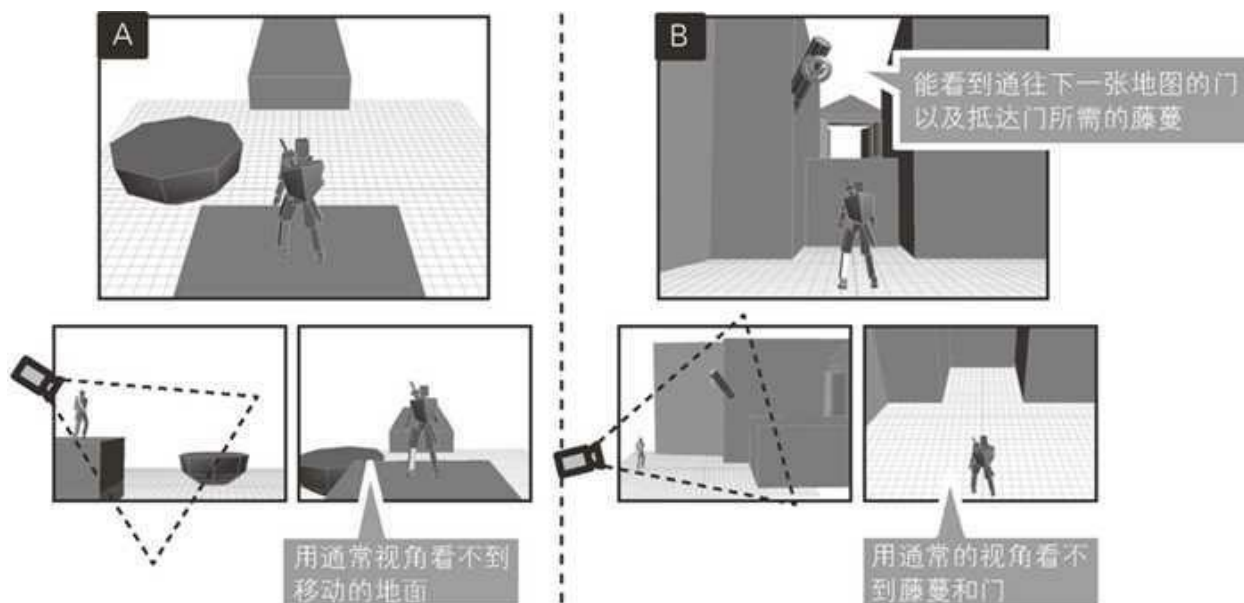 A
B
能看到通往下一张地图的门
以及抵达门所需的藤蔓
用通常视角看不到
移动的地面
用通常的视角看不
到藤蔓和门